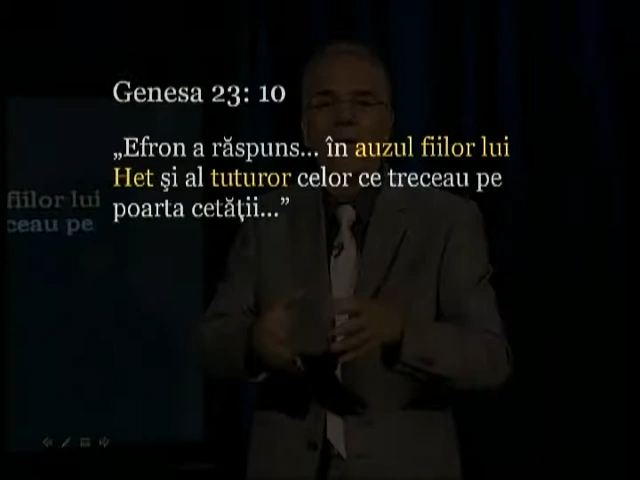 Genesa 23: 10
„Efron a răspuns... în auzul fiilor lui
Het şi al tuturor celor ce treceau pe
poarta cetăţii...”
fiilor lui
ceau pe